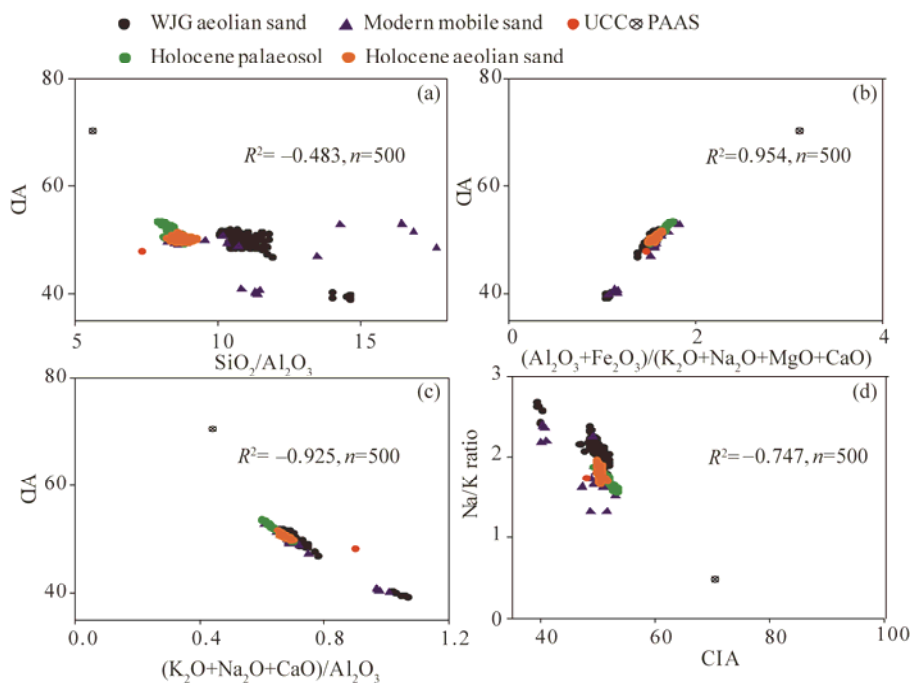 WJG aeolian sand Modern mobile sand UCC PAAS
Holocene palaeosol Holocene aeolian sand
80 (a)
R² = –0.483, n=500
CIA
60
40
5 10 15
SiO₂/Al₂O₃
80 (b)
R²=0.954, n=500
CIA
60
40
0 2 4
(Al₂O₃+Fe₂O₃)/(K₂O+Na₂O+MgO+CaO)
80 (c)
R²= –0.925, n=500
CIA
60
40
0.0 0.4 0.8 1.2
(K₂O+Na₂O+CaO)/Al₂O₃
3 (d)
R²= –0.747, n=500
Na/K ratio
2
1
0
40 60 80 100
CIA